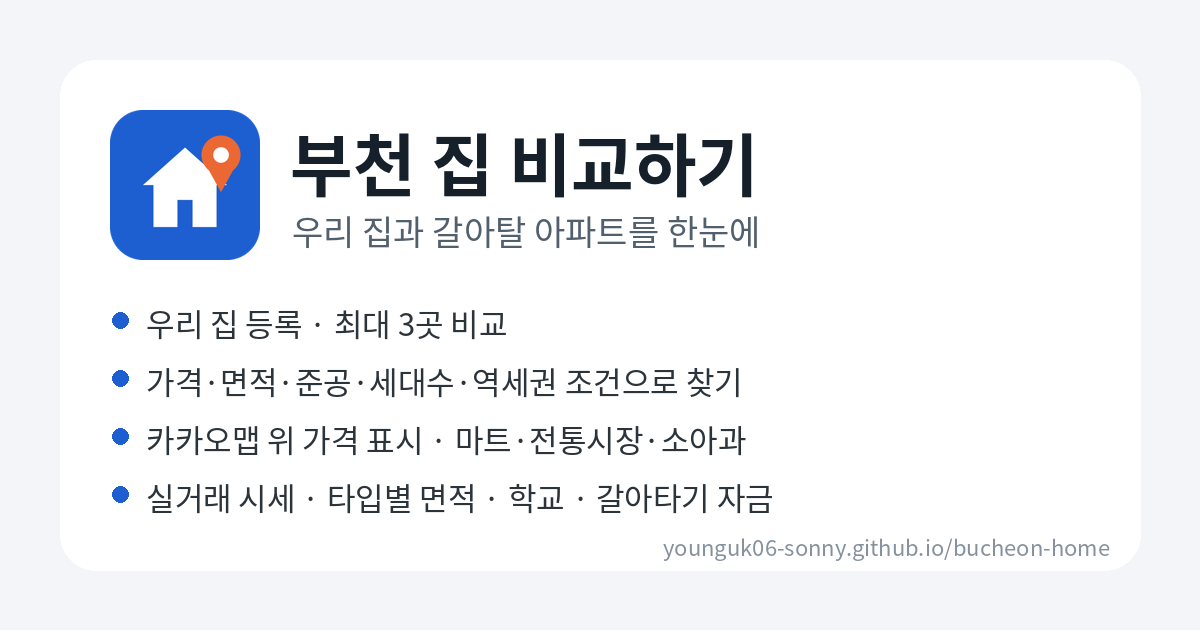 부천 집 비교하기
우리 집과 갈아탈 아파트를 한눈에
우리 집 등록 · 최대 3곳 비교
가격·면적·준공·세대수·역세권 조건으로 찾기
카카오맵 위 가격 표시 · 마트·전통시장·소아과
실거래 시세 · 타입별 면적 · 학교 · 갈아타기 자금
younguk06-sonny.github.io/bucheon-home